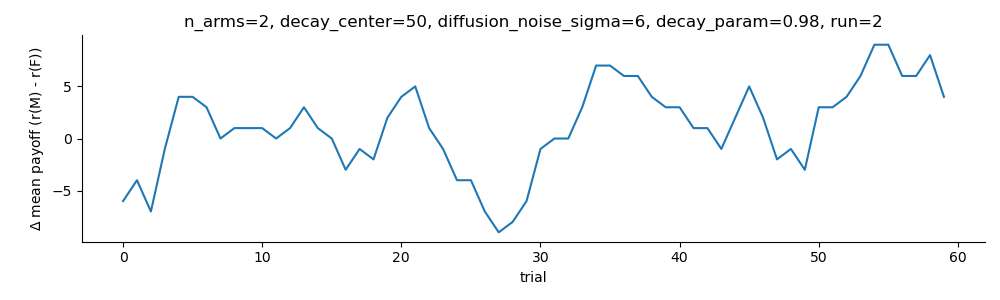 n_arms=2, decay_center=50, diffusion_noise_sigma=6, decay_param=0.98, run=2
Δ mean payoff (r(M) - r(F))
5
0
−5
0 10 20 30 40 50 60
trial